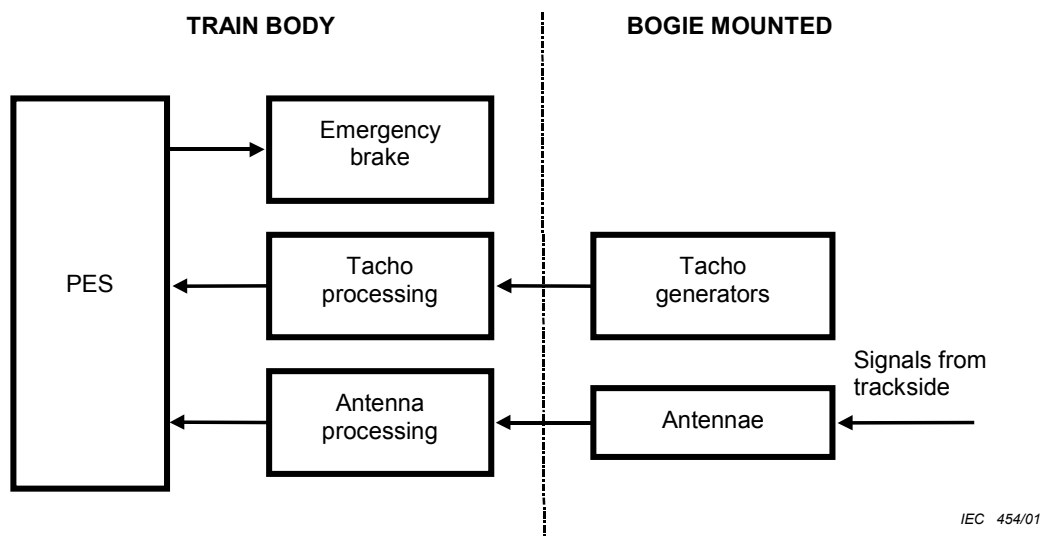 TRAIN BODY
BOGIE MOUNTED
Emergency
brake
PES
Tacho
processing
Tacho
generators
Signals from
trackside
Antenna
processing
Antennae
IEC 454/01